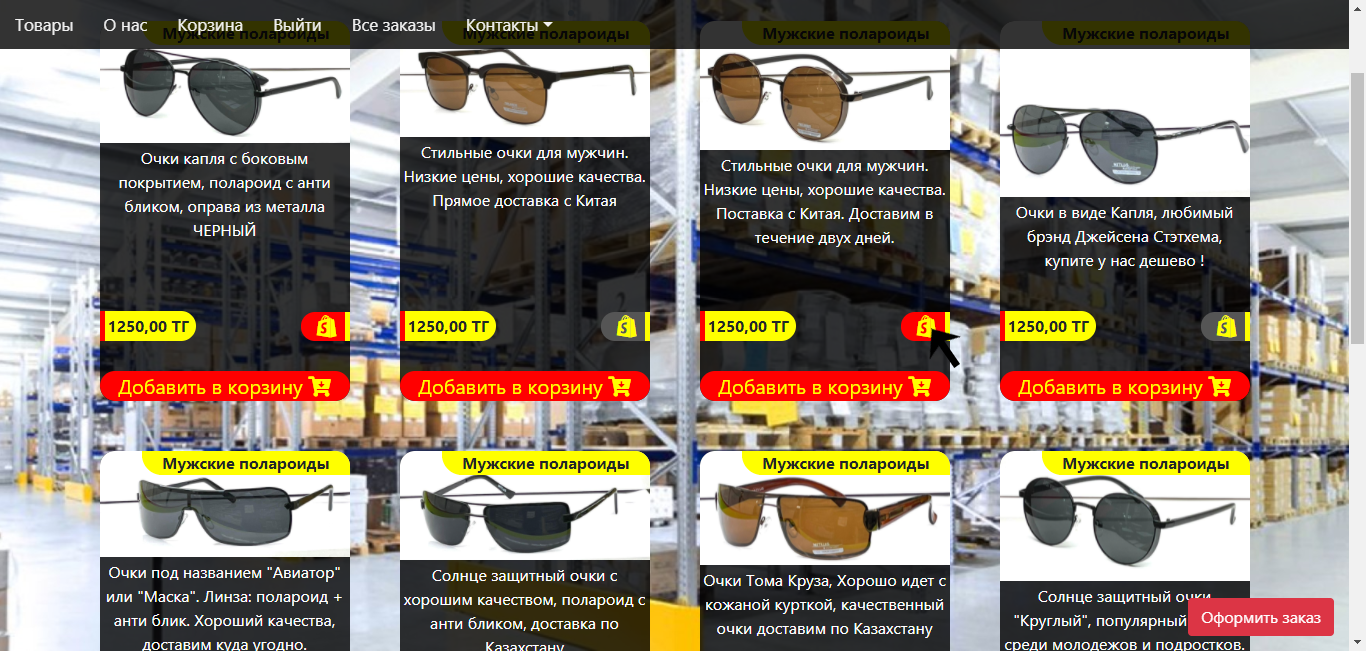 Товары О нас Корзина Выйти Все заказы Контакты
Мужские полароиды
Мужские полароиды
Мужские полароиды
Мужские полароиды
Очки капля с боковым
покрытием, полароид с анти
бликом, оправа из металла
ЧЕРНЫЙ
1250,00 ТГ
Добавить в корзину
Стильные очки для мужчин.
Низкие цены, хорошие качества.
Прямое доставка с Китая
1250,00 ТГ
Добавить в корзину
Стильные очки для мужчин.
Низкие цены, хорошие качества.
Поставка с Китая. Доставим в
течение двух дней.
1250,00 ТГ
Добавить в корзину
Очки в виде Капля, любимый
брэнд Джейсена Стэтхема,
купите у нас дешево !
1250,00 ТГ
Добавить в корзину
Мужские полароиды
Очки под названием "Авиатор"
или "Маска". Линза: полароид +
анти блик. Хороший качества,
доставим куда угодно.
Мужские полароиды
Солнце защитный очки с
хорошим качеством, полароид с
анти бликом, доставка по
Казахстану
Мужские полароиды
Очки Тома Круза, Хорошо идет с
кожаной курткой, качественный
очки доставим по Казахстану
Мужские полароиды
Солнце защитный очки
"Круглый", популярный
среди молодежов и подростков.
Оформить заказ